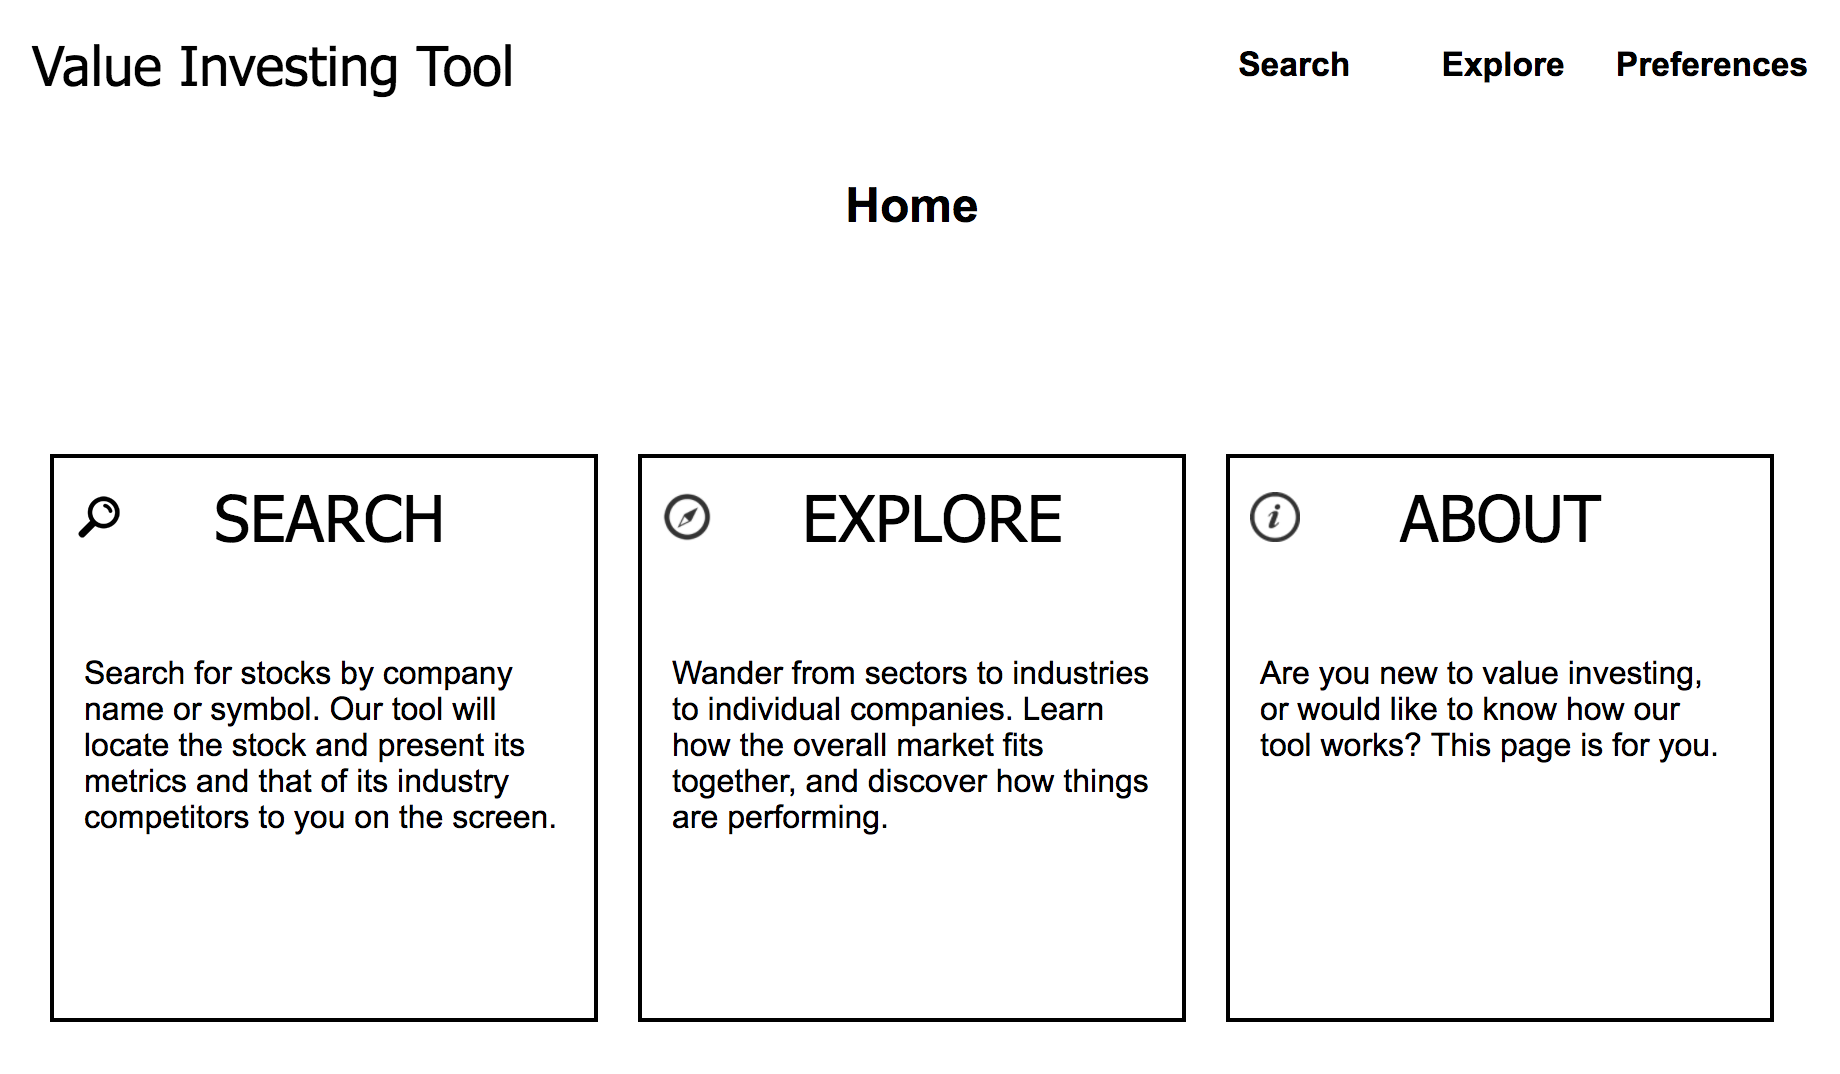 Value Investing Tool
Search Explore Preferences
Home
SEARCH
Search for stocks by company
name or symbol. Our tool will
locate the stock and present its
metrics and that of its industry
competitors to you on the screen.
EXPLORE
Wander from sectors to industries
to individual companies. Learn
how the overall market fits
together, and discover how things
are performing.
ABOUT
Are you new to value investing,
or would like to know how our
tool works? This page is for you.